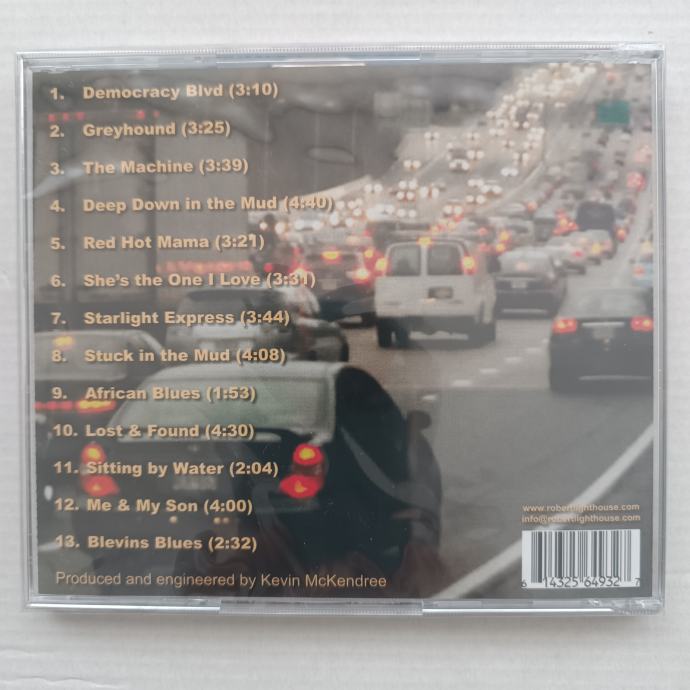 1. Democracy Blvd (3:10)
2. Greyhound (3:25)
3. The Machine (3:39)
4. Deep Down in the Mud (4:40)
5. Red Hot Mama (3:21)
6. She's the One I Love (3:31)
7. Starlight Express (3:44)
8. Stuck in the Mud (4:08)
9. African Blues (1:53)
10. Lost & Found (4:30)
11. Sitting by Water (2:04)
12. Me & My Son (4:00)
13. Blevins Blues (2:32)
Produced and engineered by Kevin McKendree
www.robertlighthouse.com
info@robertlighthouse.com
6 14325 64932 7